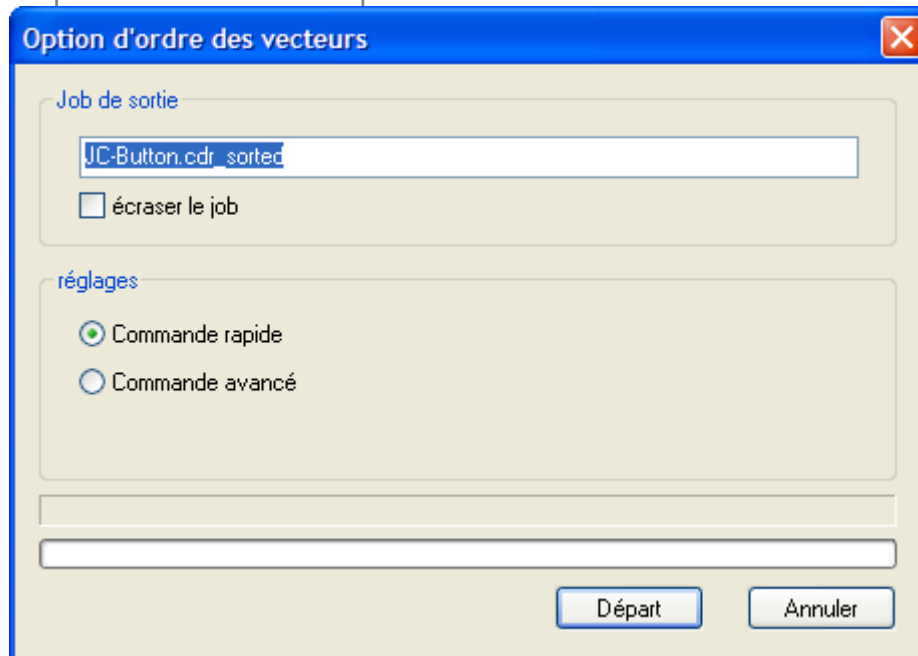 Option d'ordre des vecteurs
Job de sortie
JC-Button.cdr_sorted
écraser le job
réglages
Commande rapide
Commande avancé
Départ
Annuler